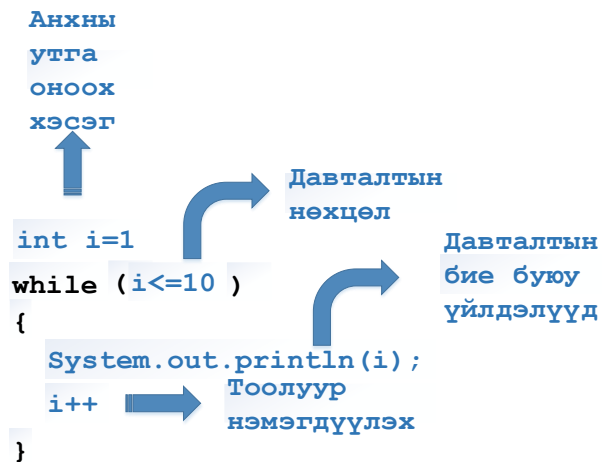 Анхны
утга
оноох
хэсэг
Давталтын
нөхцөл
int i=1
Давталтын
бие буюу
үйлдэлүүд
while (i<=10 )
{
System.out.println(i);
i++
Тоолуур
нэмэгдүүлэх
}